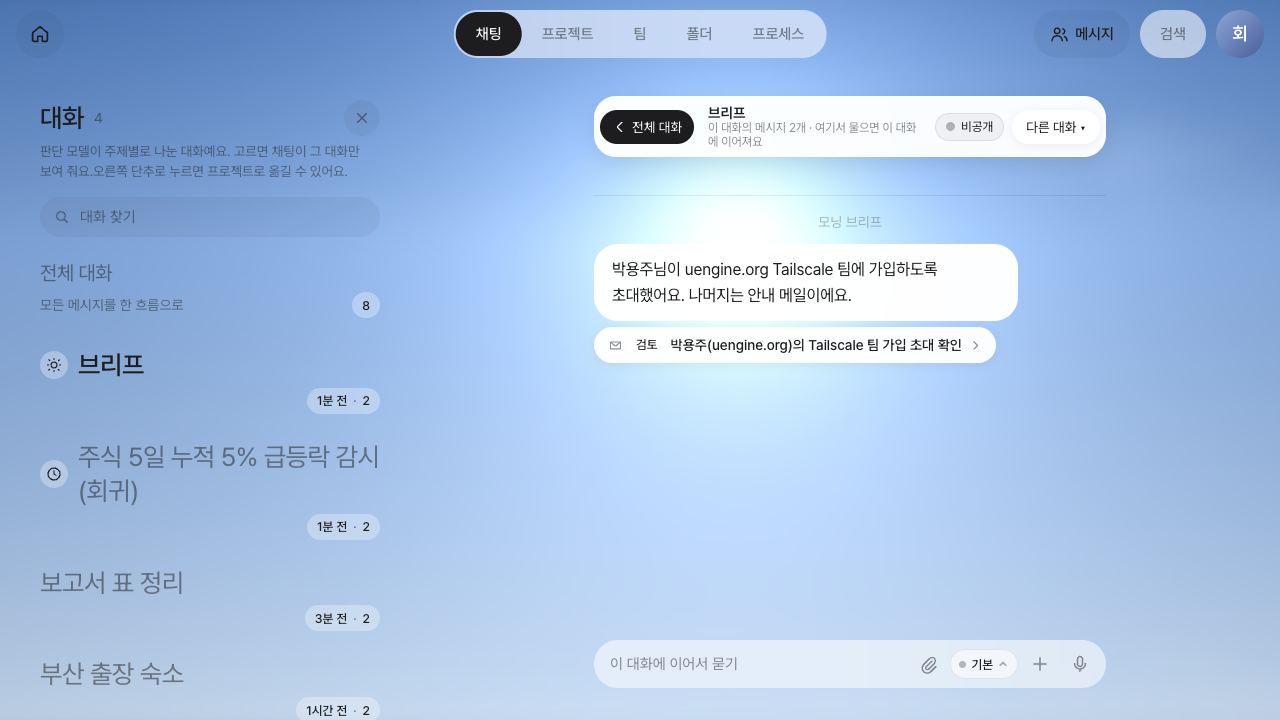 채팅
프로젝트
팀
폴더
프로세스
메시지
검색
회
대화 4
판단 모델이 주제별로 나눈 대화예요. 고르면 채팅이 그 대화만
보여 줘요.오른쪽 단추로 누르면 프로젝트로 옮길 수 있어요.
대화 찾기
전체 대화
모든 메시지를 한 흐름으로
8
브리프
1분 전 · 2
주식 5일 누적 5% 급등락 감시
(회귀)
1분 전 · 2
보고서 표 정리
3분 전 · 2
부산 출장 숙소
1시간 전 · 2
전체 대화
브리프
이 대화의 메시지 2개 · 여기서 물으면 이 대화
에 이어져요
비공개
다른 대화
모닝 브리프
박용주님이 uengine.org Tailscale 팀에 가입하도록
초대했어요. 나머지는 안내 메일이에요.
검토 박용주(uengine.org)의 Tailscale 팀 가입 초대 확인
이 대화에 이어서 묻기
기본